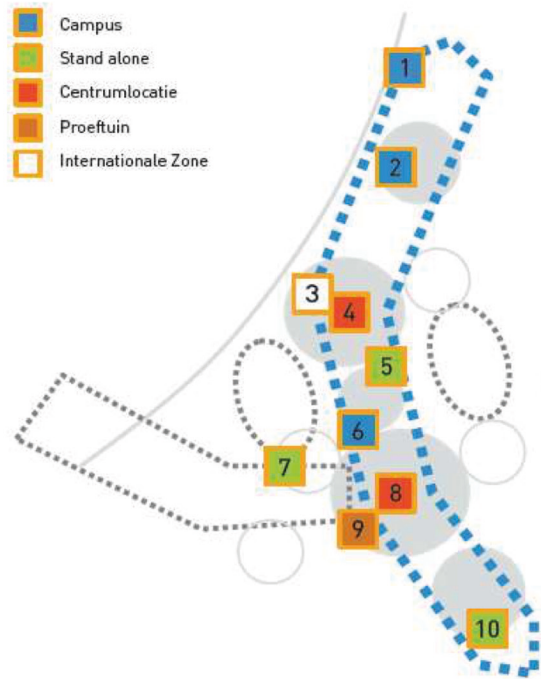 Campus
Stand alone
Centrumlocatie
Proeftuin
Internationale Zone
1
2
3
4
5
6
7
8
9
10